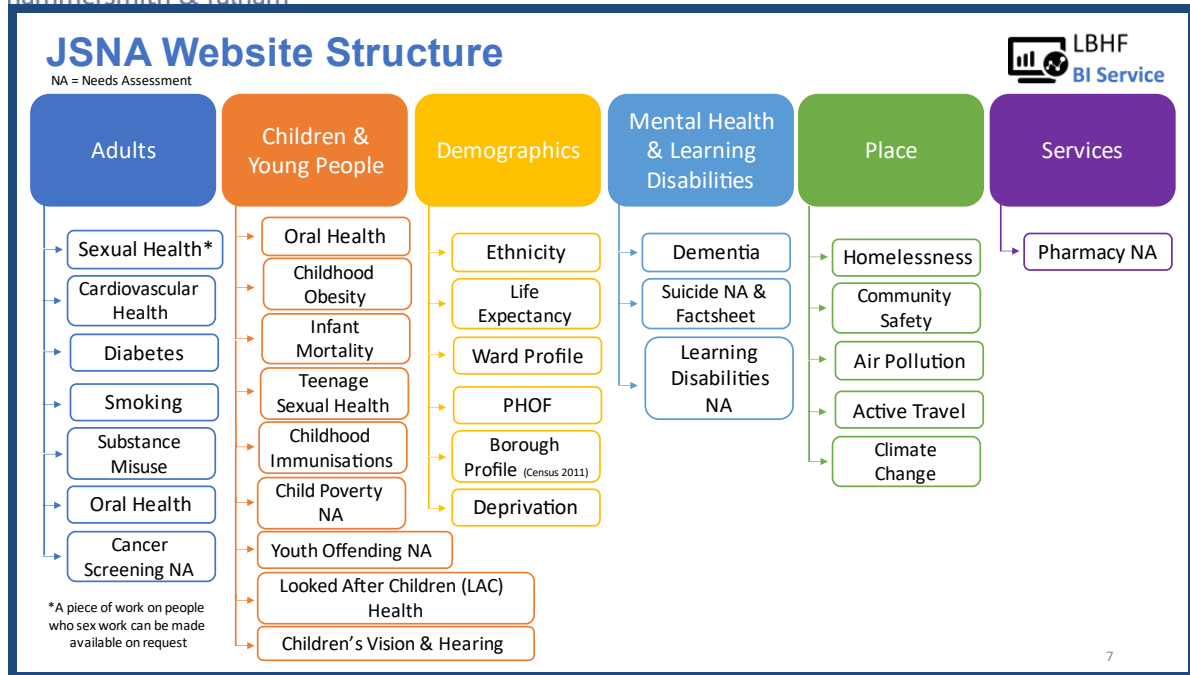 JSNA Website Structure
NA = Needs Assessment
LBHF
BI Service
Adults
Sexual Health*
Cardiovascular
Health
Diabetes
Smoking
Substance
Misuse
Oral Health
Cancer
Screening NA
*A piece of work on people
who sex work can be made
available on request
Children &
Young People
Oral Health
Childhood
Obesity
Infant
Mortality
Teenage
Sexual Health
Childhood
Immunisations
Child Poverty
NA
Youth Offending NA
Looked After Children (LAC)
Health
Children’s Vision & Hearing
Demographics
Ethnicity
Life
Expectancy
Ward Profile
PHOF
Borough
Profile (Census 2011)
Deprivation
Mental Health
& Learning
Disabilities
Dementia
Suicide NA &
Factsheet
Learning
Disabilities
NA
Place
Homelessness
Community
Safety
Air Pollution
Active Travel
Climate
Change
Services
Pharmacy NA
7